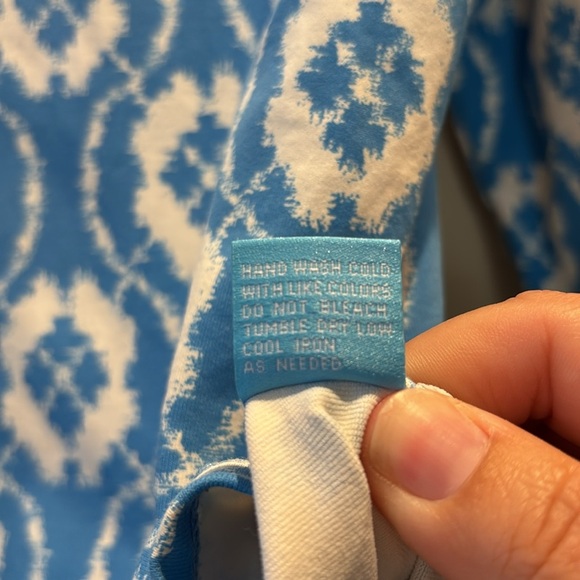 HAND WASH COLD
WITH LIKE COLORS
DO NOT BLEACH
TUMBLE DRY LOW
COOL IRON
AS NEEDED